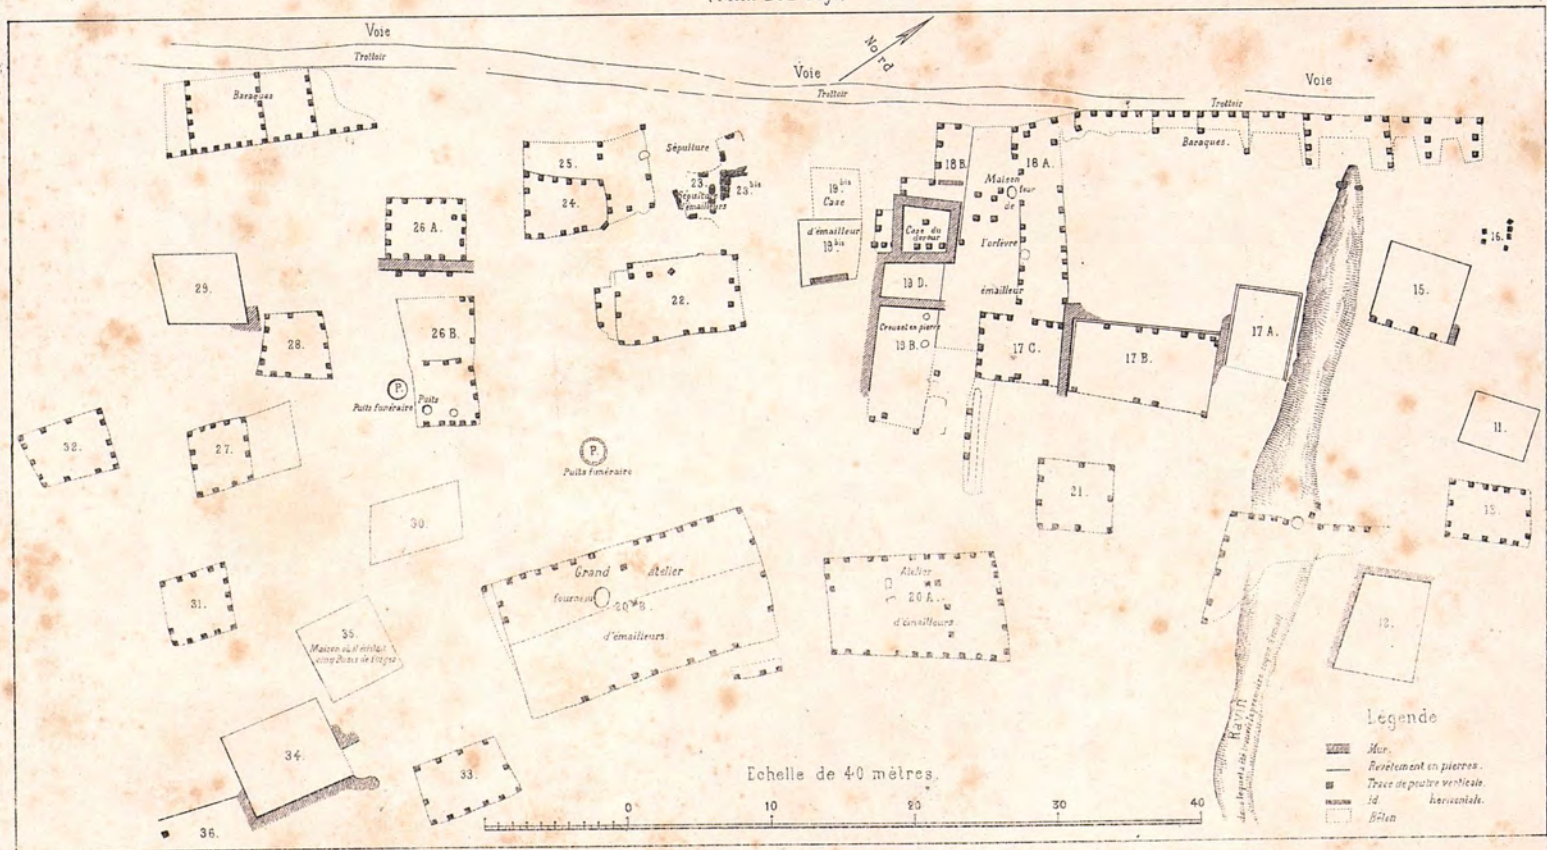 Voie
Trottoir
Nord
Voie
Trottoir
Voie
Trottoir
Baraques
Baraques.
25.
24.
Sépulture
23.
Sépulture
d'émailleurs
23.bis
19.bis
Case
d'émailleur
19.bis
18 B.
18 A.
Maison
four
de
l'orfèvre
émailleur
Case du
19 D.
Creuset en pierre
19 B.
16.
15.
26 A.
29.
28.
26 B.
22.
17 C.
17 B.
17 A.
P.
Puits funéraire
Puits
11.
32.
27.
P.
Puits funéraire
21.
13.
30.
31.
Grand atelier
fourneau
20 B.
d'émailleurs.
Atelier
20 A.
d'émailleurs
12.
35.
Maison
34.
33.
36.
Ravin
Echelle de 40 mètres.
0 10 20 30 40
Légende
Mur.
Revêtement en pierres.
Trace de poutre verticale.
id. horizontale.
Béton